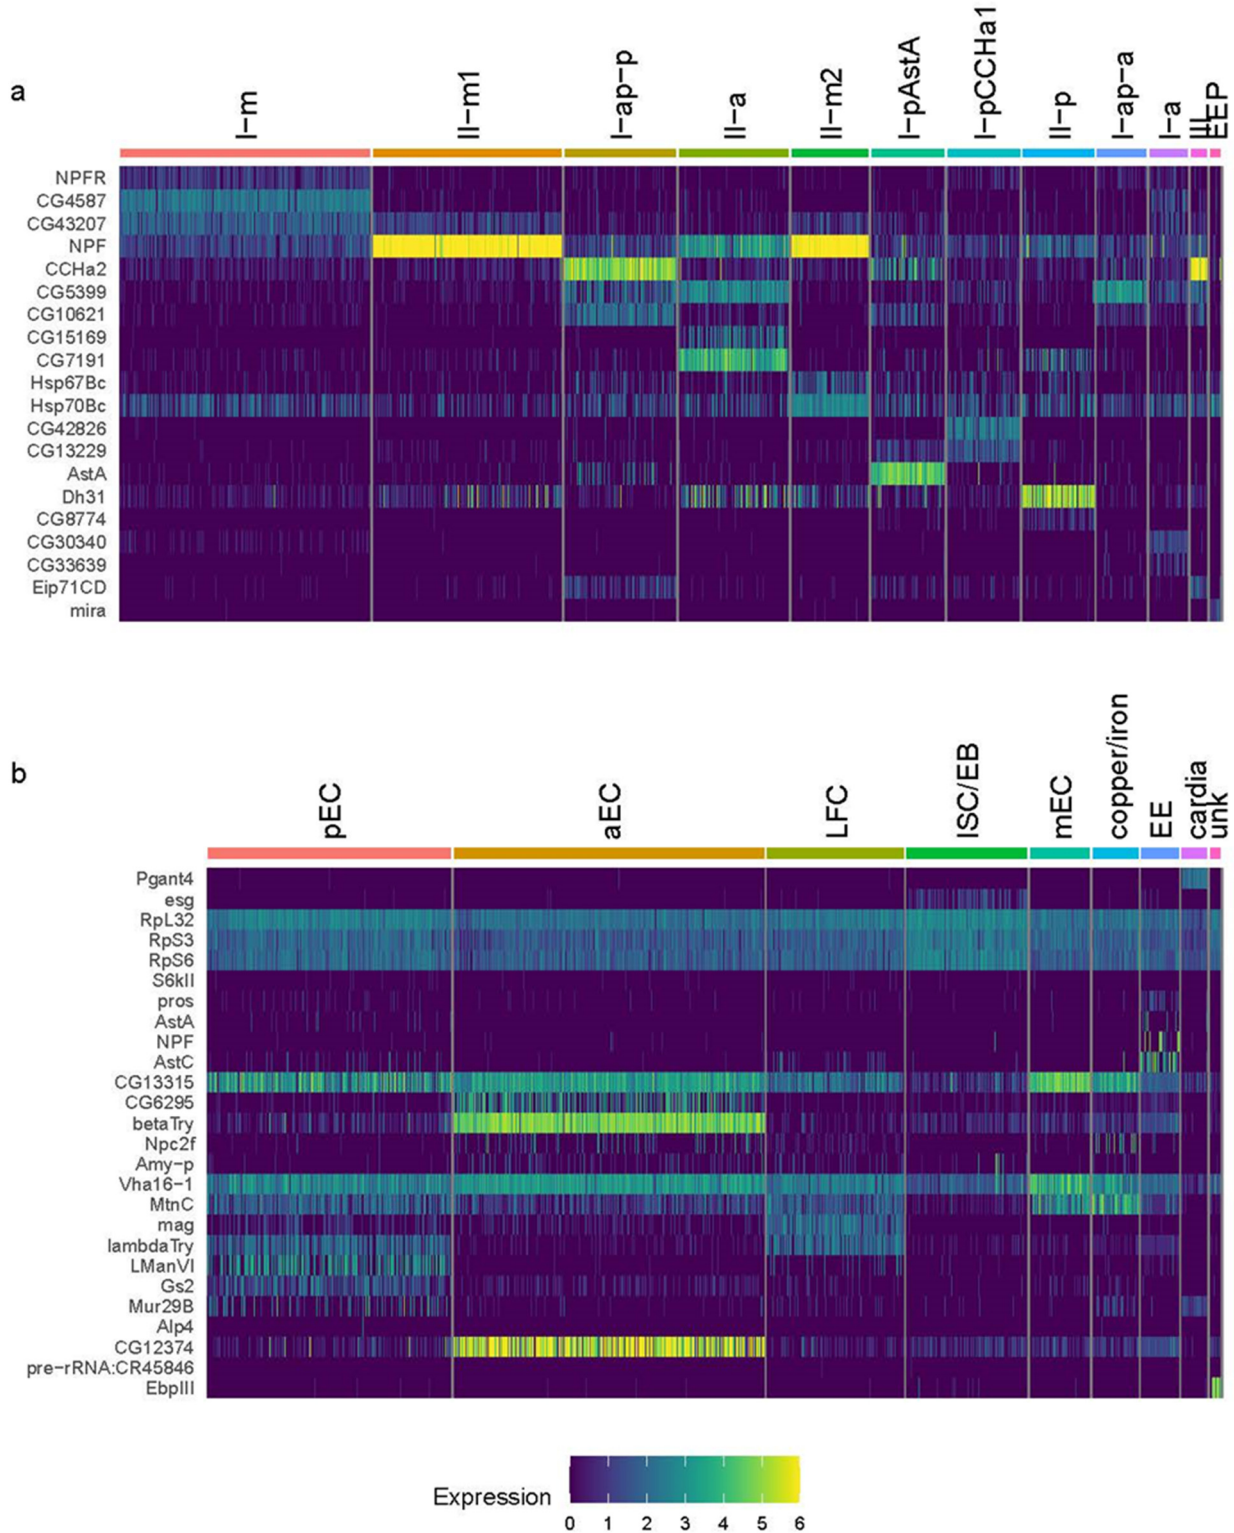 a
I-m
II-m1
I-ap-p
II-a
II-m2
I-pAstA
I-pCCHa1
II-p
I-ap-a
I-a
III
EEP
NPFR
CG4587
CG43207
NPF
CCHa2
CG5399
CG10621
CG15169
CG7191
Hsp67Bc
Hsp70Bc
CG42826
CG13229
AstA
Dh31
CG8774
CG30340
CG33639
Eip71CD
mira
b
pEC
aEC
LFC
ISC/EB
mEC
copper/iron
EE
cardia
unk
Pgant4
esg
RpL32
RpS3
RpS6
S6kII
pros
AstA
NPF
AstC
CG13315
CG6295
betaTry
Npc2f
Amy-p
Vha16-1
MtnC
mag
lambdaTry
LManVI
Gs2
Mur29B
Alp4
CG12374
pre-rRNA:CR45846
EbpIII
Expression
0 1 2 3 4 5 6